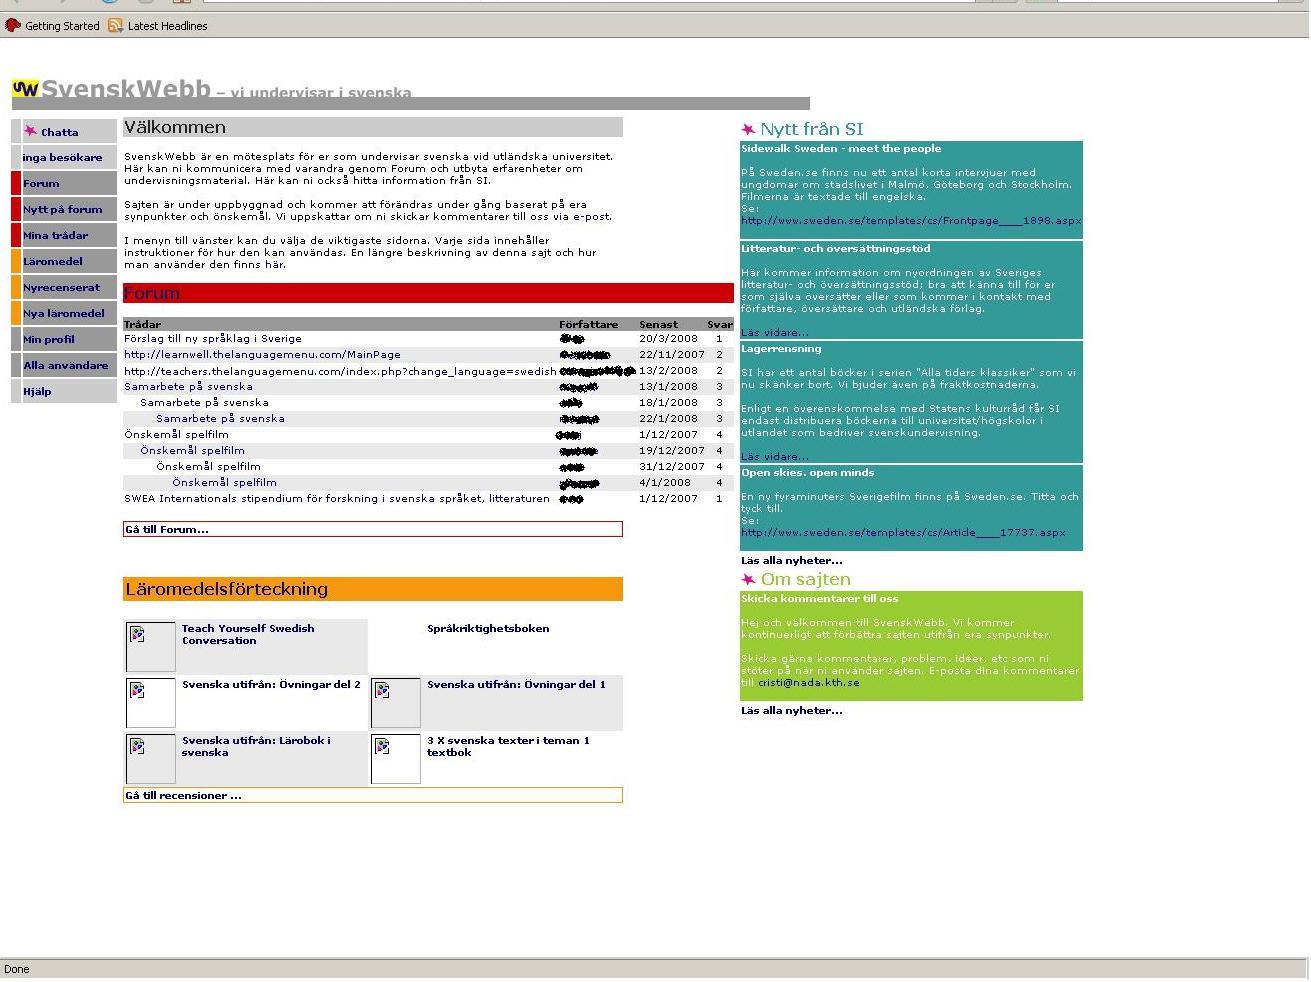 Getting Started Latest Headlines
SvenskWebb – vi undervisar i svenska
Chatta
inga besökare
Forum
Nytt på forum
Mina trådar
Läromedel
Nyrecenserat
Nya läromedel
Min profil
Alla användare
Hjälp
Välkommen
SvenskWebb är en mötesplats för er som undervisar svenska vid utländska universitet.
Här kan ni kommunicera med varandra genom Forum och utbyta erfarenheter om
undervisningsmaterial. Här kan ni också hitta information från SI.
Sajten är under uppbyggnad och kommer att förändras under gång baserat på era
synpunkter och önskemål. Vi uppskattar om ni skickar kommentarer till oss via e-post.
I menyn till vänster kan du välja de viktigaste sidorna. Varje sida innehåller
instruktioner för hur den kan användas. En längre beskrivning av denna sajt och hur
man använder den finns här.
Forum
Trådar Författare Senast Svar
Förslag till ny språklag i Sverige 20/3/2008 1
http://learnwell.thelanguagemenu.com/MainPage 22/11/2007 2
http://teachers.thelanguagemenu.com/index.php?change_language=swedish 13/2/2008 2
Samarbete på svenska 13/1/2008 3
Samarbete på svenska 18/1/2008 3
Samarbete på svenska 22/1/2008 3
Önskemål spelfilm 1/12/2007 4
Önskemål spelfilm 19/12/2007 4
Önskemål spelfilm 31/12/2007 4
Önskemål spelfilm 4/1/2008 4
SWEA Internationals stipendium för forskning i svenska språket, litteraturen 1/12/2007 1
Gå till Forum...
Läromedelsförteckning
Teach Yourself Swedish
Conversation
Språkriktighetsboken
Svenska utifrån: Övningar del 2
Svenska utifrån: Övningar del 1
Svenska utifrån: Lärobok i
svenska
3 X svenska texter i teman 1
textbok
Gå till recensioner ...
Nytt från SI
Sidewalk Sweden - meet the people
På Sweden.se finns nu ett antal korta intervjuer med
ungdomar om stadslivet i Malmö, Göteborg och Stockholm.
Filmerna är textade till engelska.
Se:
http://www.sweden.se/templates/cs/Frontpage____1898.aspx
Litteratur- och översättningsstöd
Här kommer information om nyordningen av Sveriges
litteratur- och översättningsstöd; bra att känna till för er
som själva översätter eller som kommer i kontakt med
författare, översättare och utländska förlag.
Läs vidare...
Lagerrensning
SI har ett antal böcker i serien "Alla tiders klassiker" som vi
nu skänker bort. Vi bjuder även på fraktkostnaderna.
Enligt en överenskommelse med Statens kulturråd får SI
endast distribuera böckerna till universitet/högskolor i
utlandet som bedriver svenskundervisning.
Läs vidare...
Open skies. open minds
En ny fyraminuters Sverigefilm finns på Sweden.se. Titta och
tyck till.
Se:
http://www.sweden.se/templates/cs/Article____17737.aspx
Läs alla nyheter...
Om sajten
Skicka kommentarer till oss
Hej och välkommen till SvenskWebb. Vi kommer
kontinuerligt att förbättra sajten utifrån era synpunkter.
Skicka gärna kommentarer, problem, idéer, etc som ni
stöter på när ni använder sajten. E-posta dina kommentarer
till cristi@nada.kth.se
Läs alla nyheter...
Done